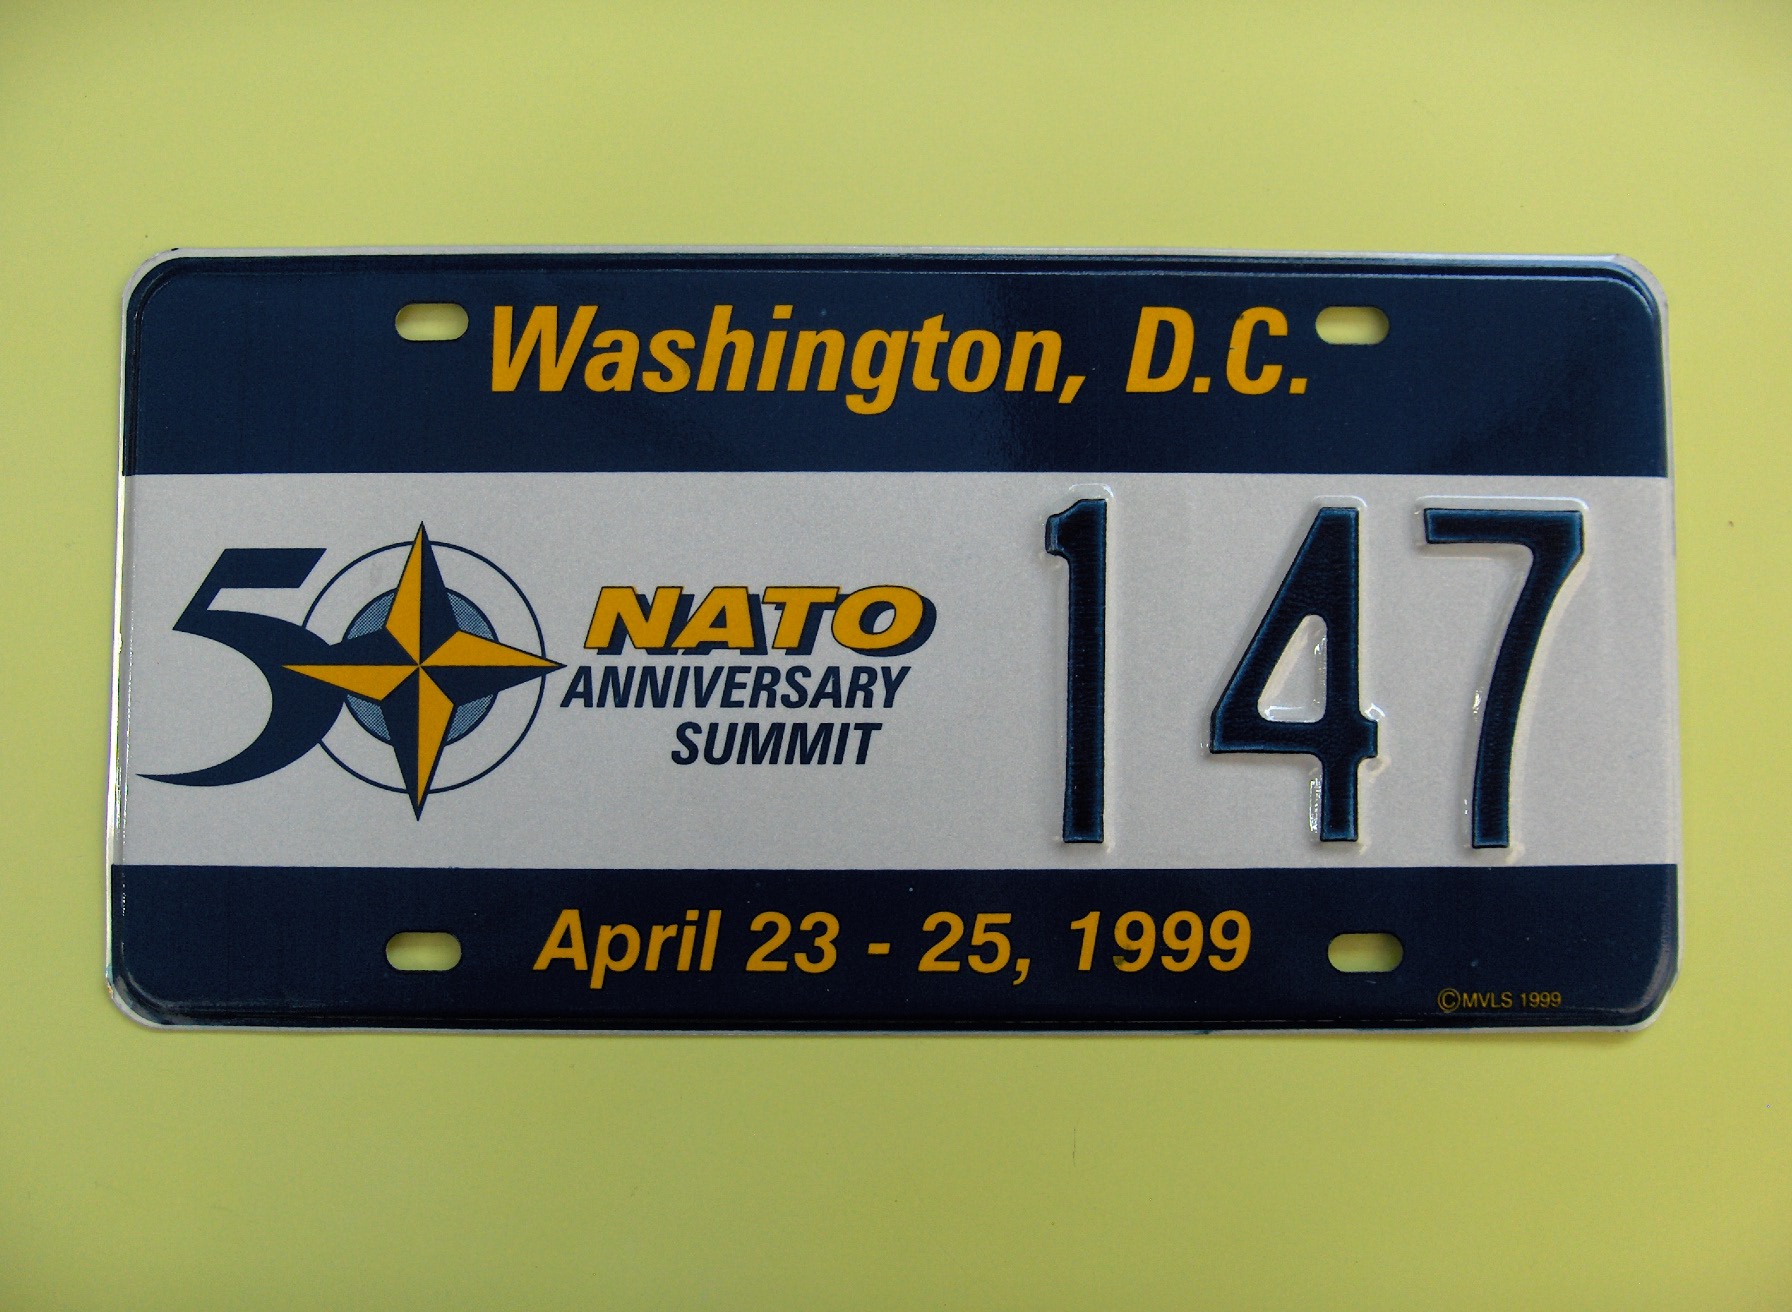 Washington, D.C.
50
NATO
ANNIVERSARY
SUMMIT
147
April 23 - 25, 1999
©MVLS 1999